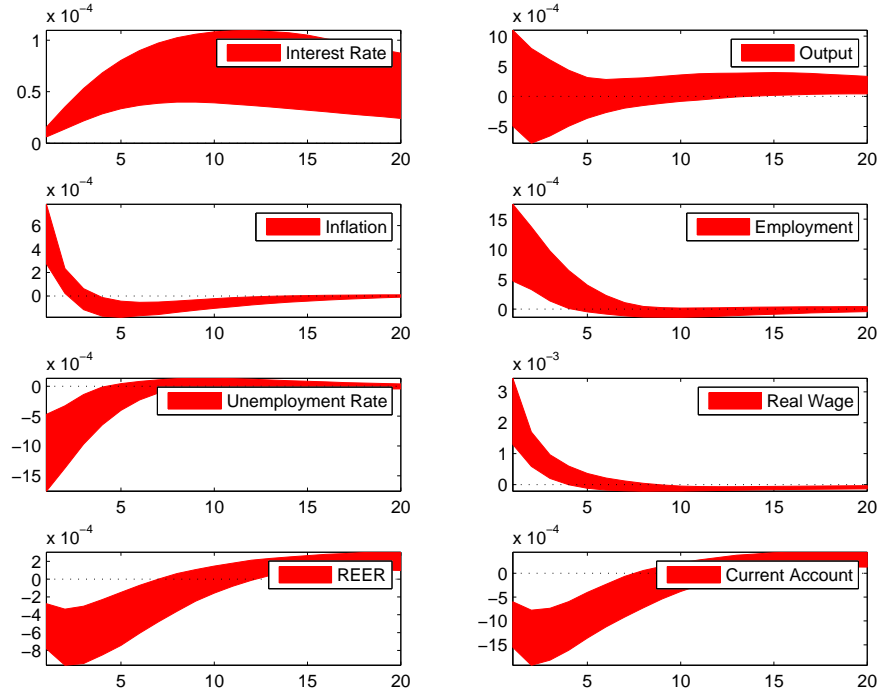 x 10⁻⁴
1
0.5
0
Interest Rate
5 10 15 20
x 10⁻⁴
10
5
0
−5
Output
5 10 15 20
x 10⁻⁴
6
4
2
0
Inflation
5 10 15 20
x 10⁻⁴
15
10
5
0
Employment
5 10 15 20
x 10⁻⁴
0
−5
−10
−15
Unemployment Rate
5 10 15 20
x 10⁻³
3
2
1
0
Real Wage
5 10 15 20
x 10⁻⁴
2
0
−2
−4
−6
−8
REER
5 10 15 20
x 10⁻⁴
0
−5
−10
−15
Current Account
5 10 15 20